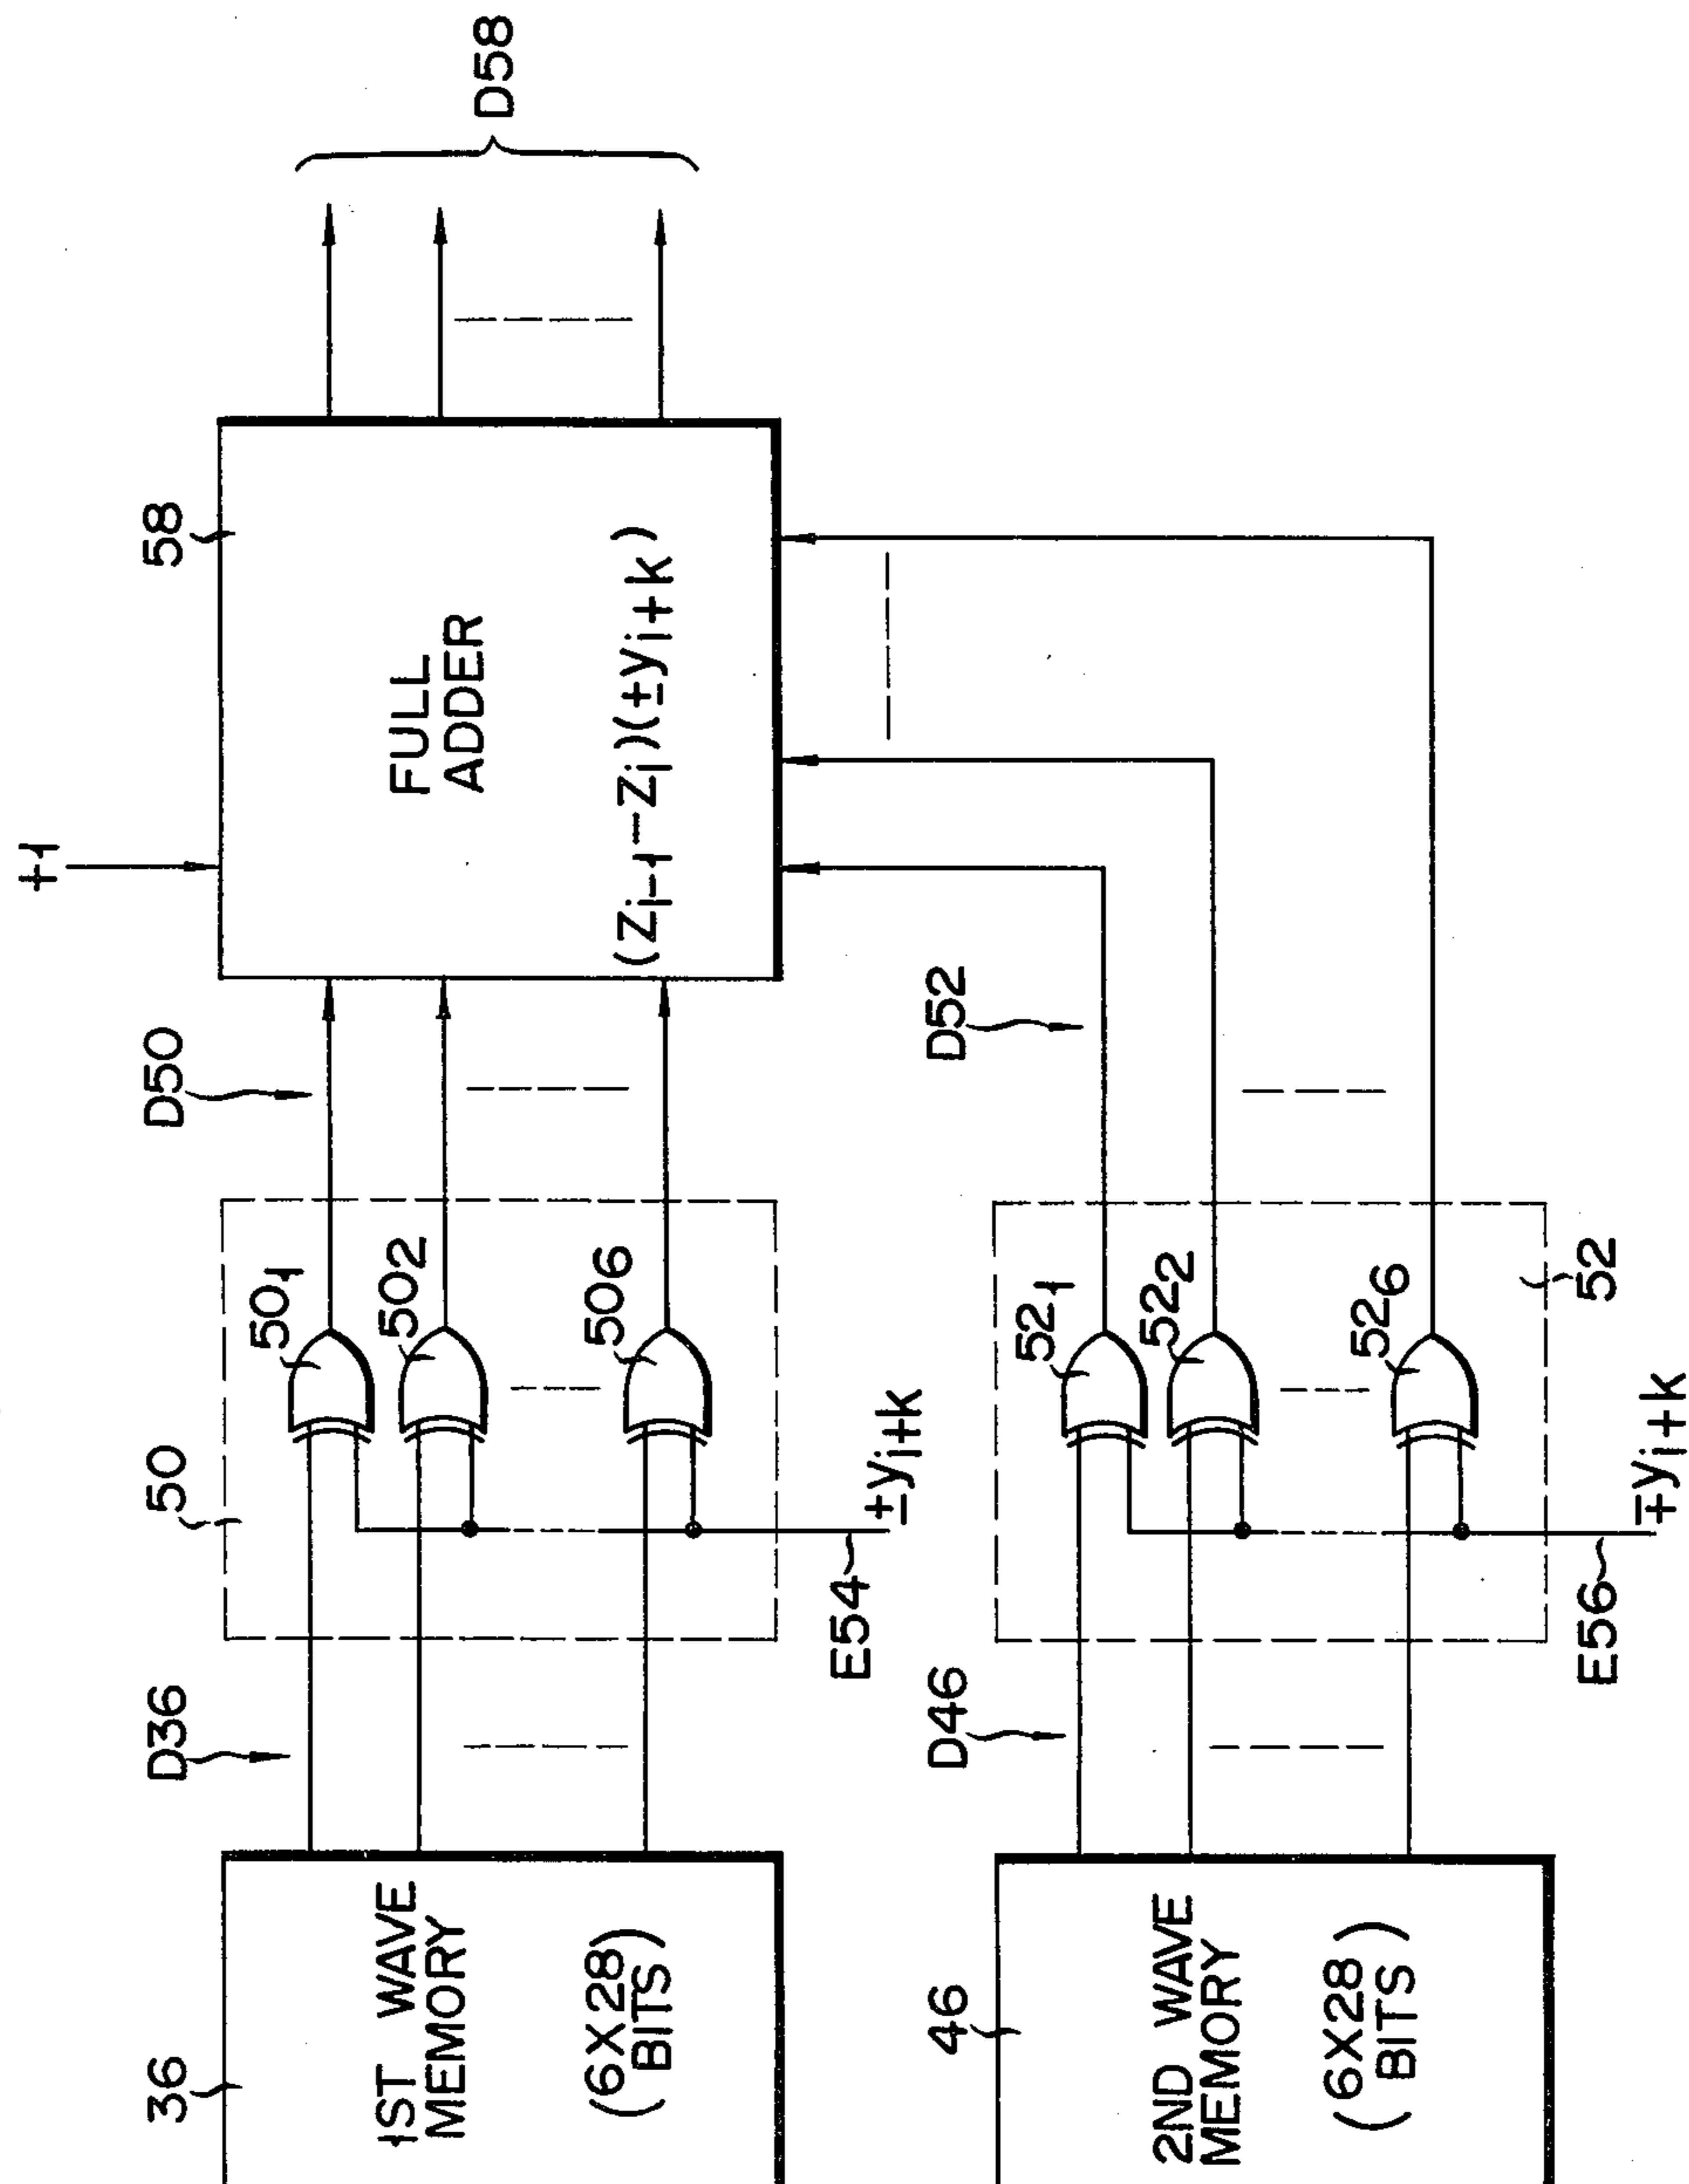 36
1ST WAVE
MEMORY
(6X28)
(BITS)
D36
50
50₁
50₂
50₆
E54
±yᵢ₊ₖ
D50
+1
58
FULL
ADDER
(Zᵢ₋₁−Zᵢ)(±yᵢ₊ₖ)
D58
46
2ND WAVE
MEMORY
(6X28)
(BITS)
D46
52₁
52₂
52₆
52
E56
∓yᵢ₊ₖ
D52